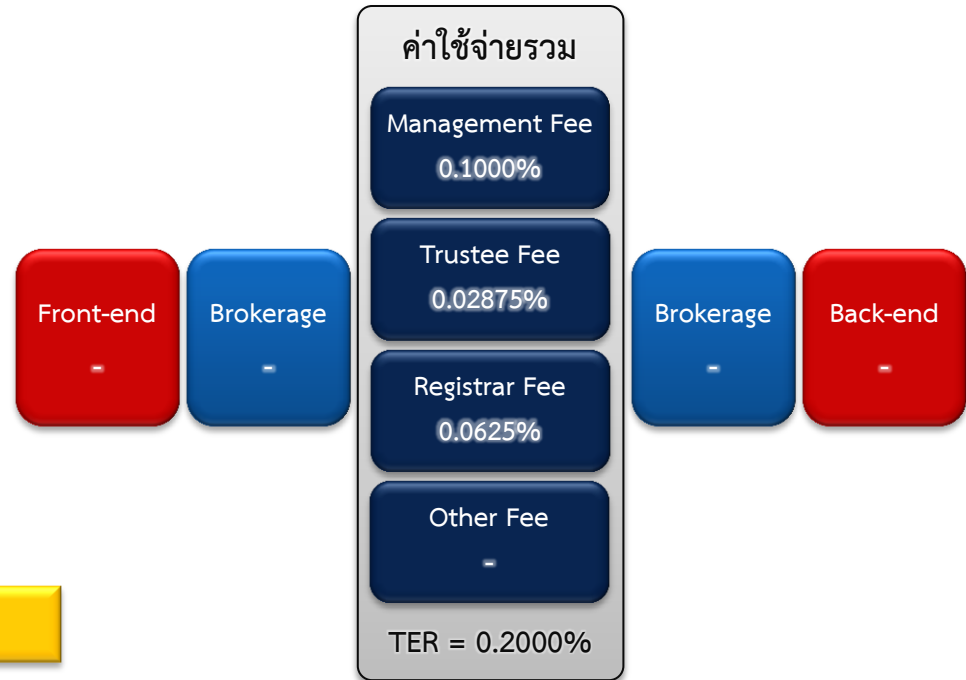 ค่าใช้จ่ายรวม
Management Fee
0.1000%
Trustee Fee
0.02875%
Registrar Fee
0.0625%
Other Fee
-
TER = 0.2000%
Front-end
-
Brokerage
-
Brokerage
-
Back-end
-